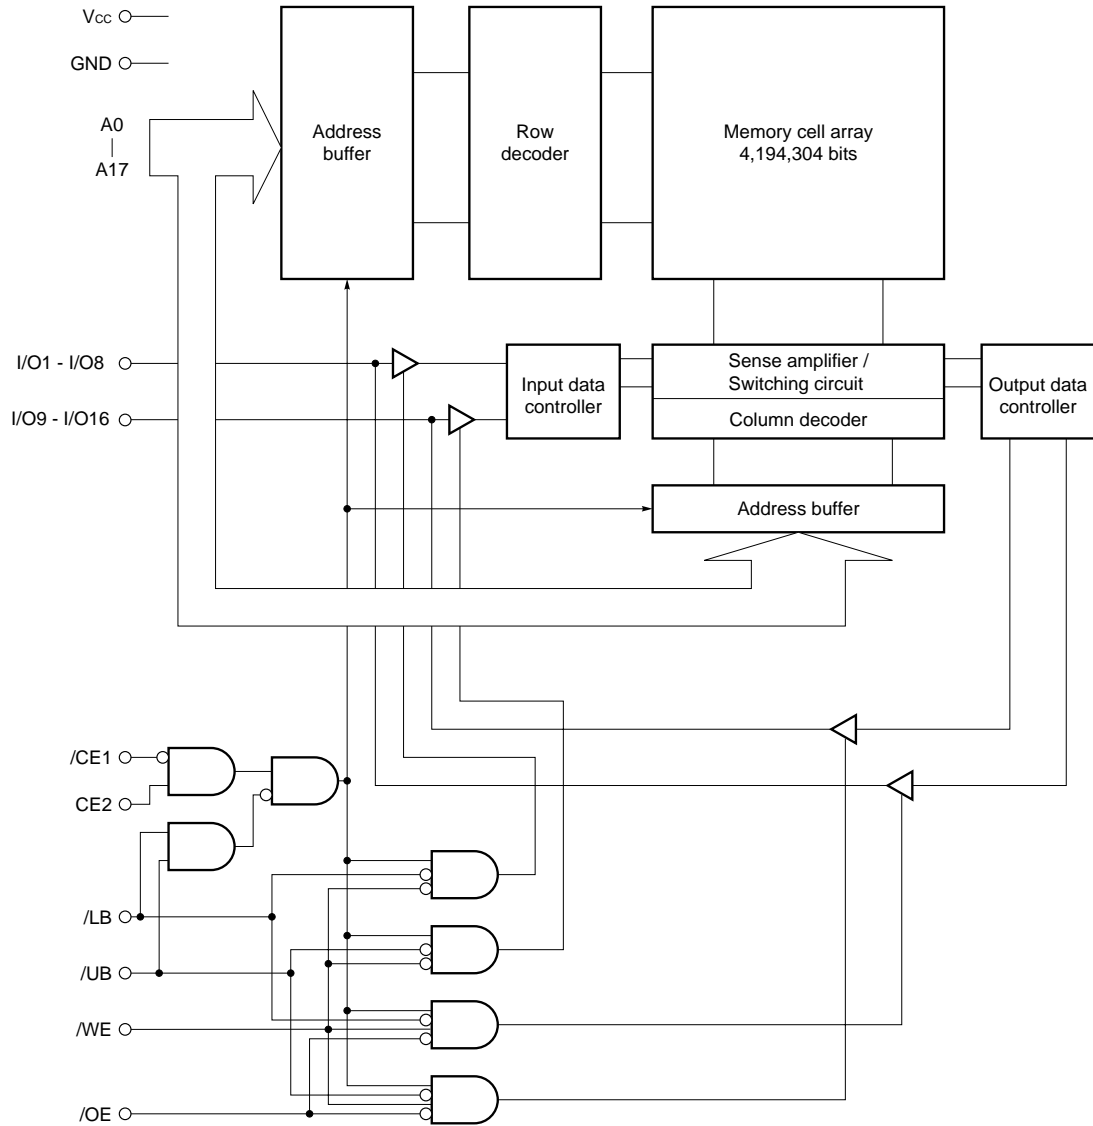 Vcc
GND
A0
A17
Address
buffer
Row
decoder
Memory cell array
4,194,304 bits
I/O1 - I/O8
I/O9 - I/O16
Input data
controller
Sense amplifier /
Switching circuit
Column decoder
Output data
controller
Address buffer
/CE1
CE2
/LB
/UB
/WE
/OE